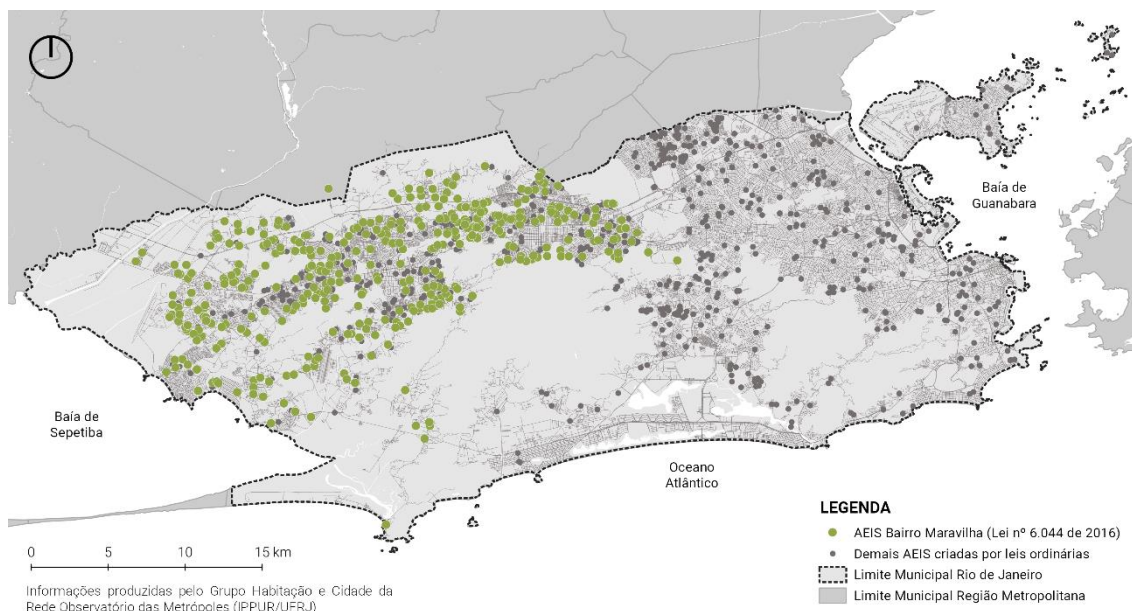 Baía de
Guanabara
Baía de
Sepetiba
Oceano
Atlântico
LEGENDA
AEIS Bairro Maravilha (Lei nº 6.044 de 2016)
Demais AEIS criadas por leis ordinárias
Limite Municipal Rio de Janeiro
Limite Municipal Região Metropolitana
0 5 10 15 km
Informações produzidas pelo Grupo Habitação e Cidade da
Rede Observatório das Metrópoles (IPPUR/UFRJ)